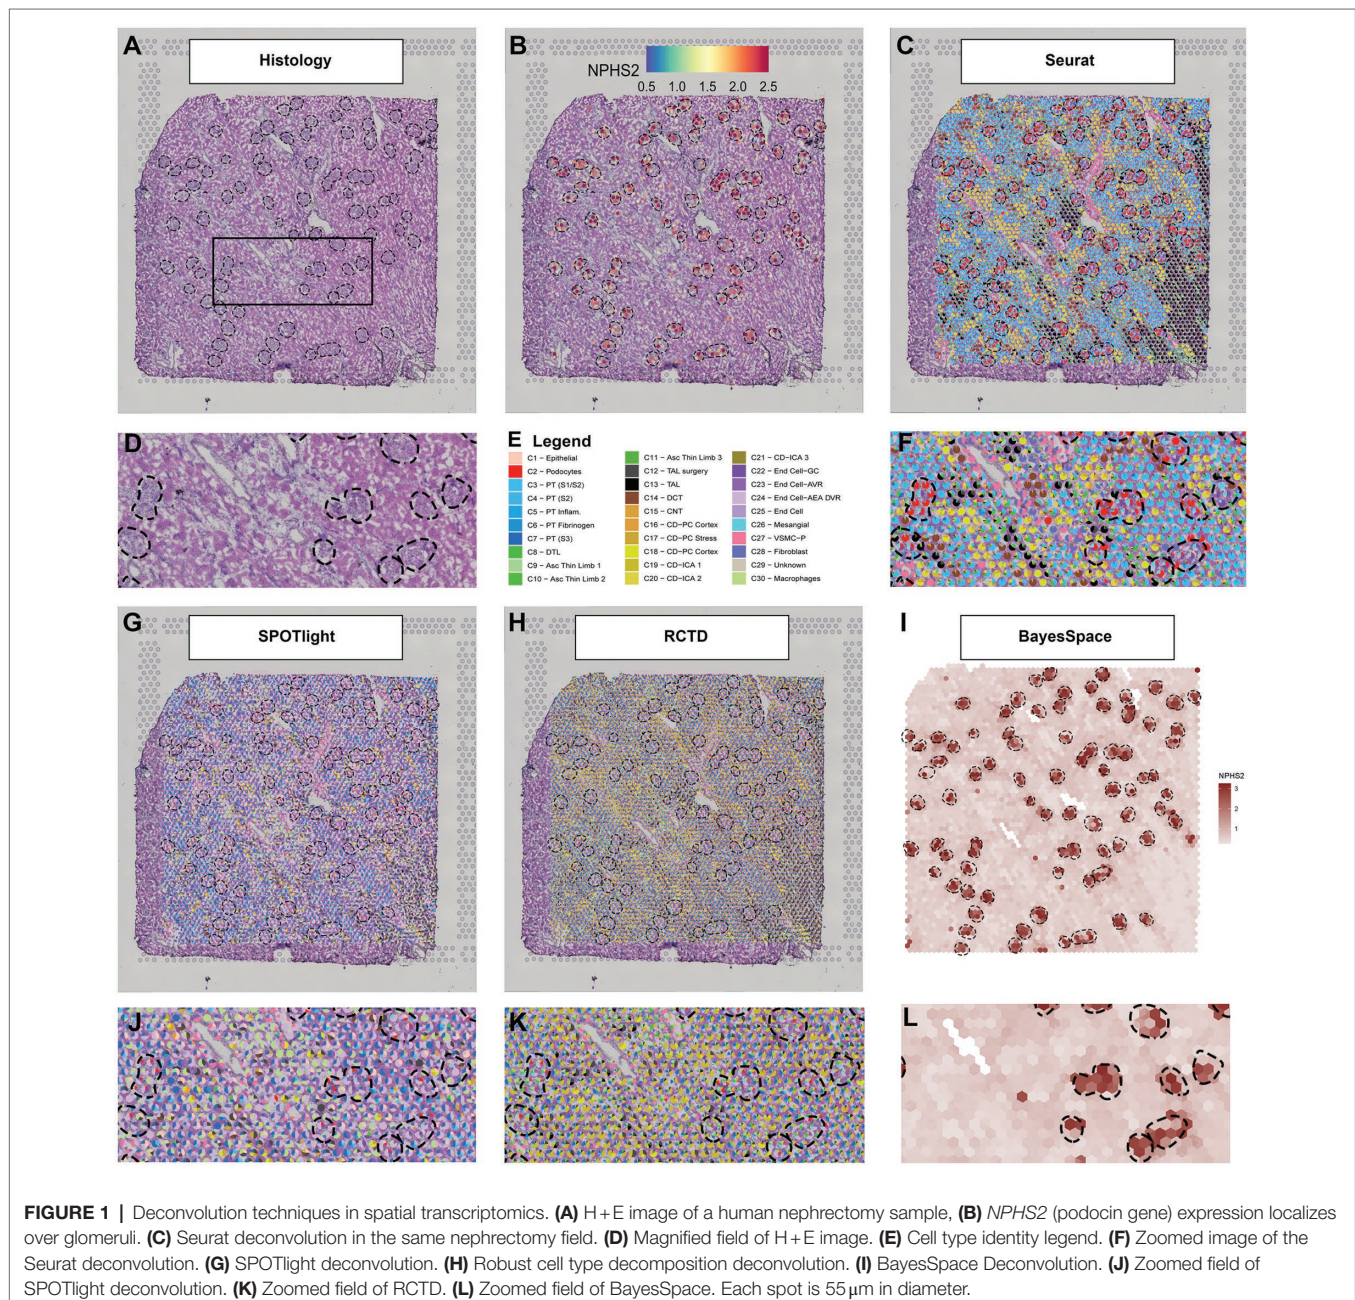 A
Histology
B
NPHS2
0.5 1.0 1.5 2.0 2.5
C
Seurat
D
E Legend
C1 – Epithelial
C2 – Podocytes
C3 – PT (S1/S2)
C4 – PT (S2)
C5 – PT Inflam.
C6 – PT Fibrinogen
C7 – PT (S3)
C8 – DTL
C9 – Asc Thin Limb 1
C10 – Asc Thin Limb 2
C11 – Asc Thin Limb 3
C12 – TAL surgery
C13 – TAL
C14 – DCT
C15 – CNT
C16 – CD–PC Cortex
C17 – CD–PC Stress
C18 – CD–PC Cortex
C19 – CD–ICA 1
C20 – CD–ICA 2
C21 – CD–ICA 3
C22 – End Cell–GC
C23 – End Cell–AVR
C24 – End Cell–AEA DVR
C25 – End Cell
C26 – Mesangial
C27 – VSMC–P
C28 – Fibroblast
C29 – Unknown
C30 – Macrophages
F
G
SPOTlight
H
RCTD
I
BayesSpace
NPHS2
3
2
1
J
K
L
FIGURE 1 | Deconvolution techniques in spatial transcriptomics. (A) H+E image of a human nephrectomy sample, (B) NPHS2 (podocin gene) expression localizes
over glomeruli. (C) Seurat deconvolution in the same nephrectomy field. (D) Magnified field of H+E image. (E) Cell type identity legend. (F) Zoomed image of the
Seurat deconvolution. (G) SPOTlight deconvolution. (H) Robust cell type decomposition deconvolution. (I) BayesSpace Deconvolution. (J) Zoomed field of
SPOTlight deconvolution. (K) Zoomed field of RCTD. (L) Zoomed field of BayesSpace. Each spot is 55 μm in diameter.